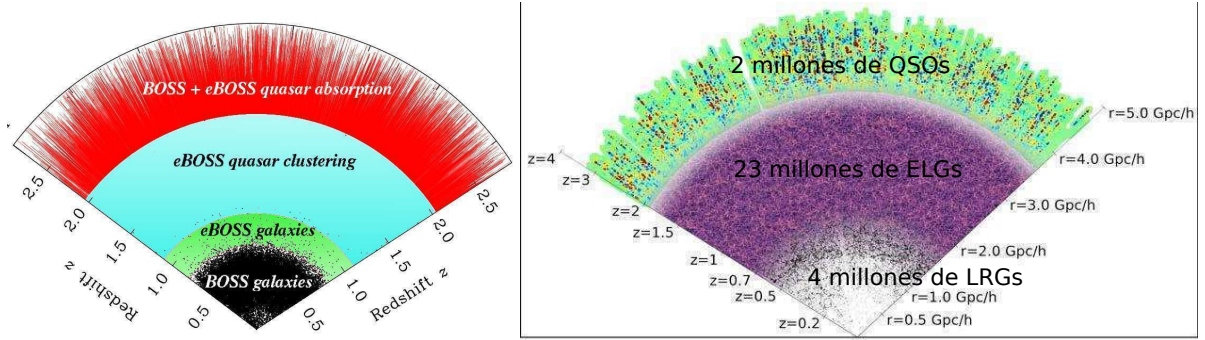 BOSS + eBOSS quasar absorption
eBOSS quasar clustering
eBOSS galaxies
BOSS galaxies
2.5
2.0
1.5
1.0
0.5
Redshift z
0.5
1.0
1.5
2.0
2.5
Redshift z
2 millones de QSOs
23 millones de ELGs
4 millones de LRGs
z=4
z=3
z=2
z=1.5
z=1
z=0.7
z=0.5
z=0.2
r=5.0 Gpc/h
r=4.0 Gpc/h
r=3.0 Gpc/h
r=2.0 Gpc/h
r=1.0 Gpc/h
r=0.5 Gpc/h